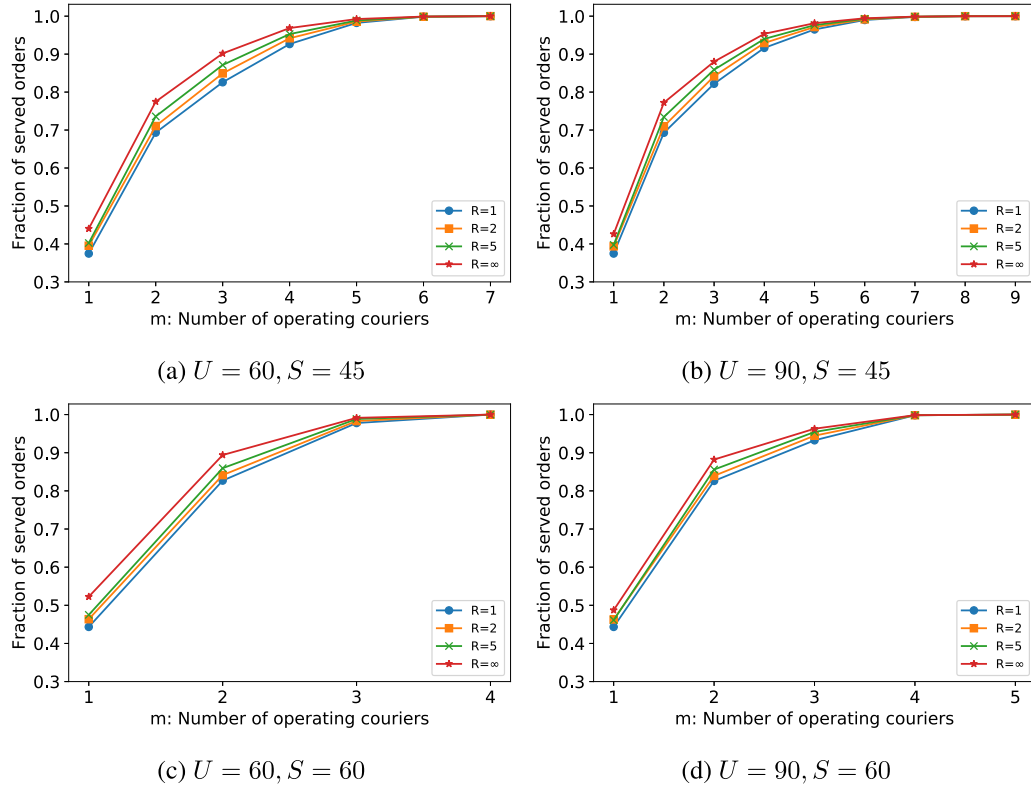 1.0
0.9
0.8
0.7
0.6
0.5
0.4
0.3
Fraction of served orders
R=1
R=2
R=5
R=∞
1 2 3 4 5 6 7
m: Number of operating couriers
(a) U = 60, S = 45
1.0
0.9
0.8
0.7
0.6
0.5
0.4
0.3
Fraction of served orders
R=1
R=2
R=5
R=∞
1 2 3 4 5 6 7 8 9
m: Number of operating couriers
(b) U = 90, S = 45
1.0
0.9
0.8
0.7
0.6
0.5
0.4
0.3
Fraction of served orders
R=1
R=2
R=5
R=∞
1 2 3 4
m: Number of operating couriers
(c) U = 60, S = 60
1.0
0.9
0.8
0.7
0.6
0.5
0.4
0.3
Fraction of served orders
R=1
R=2
R=5
R=∞
1 2 3 4 5
m: Number of operating couriers
(d) U = 90, S = 60